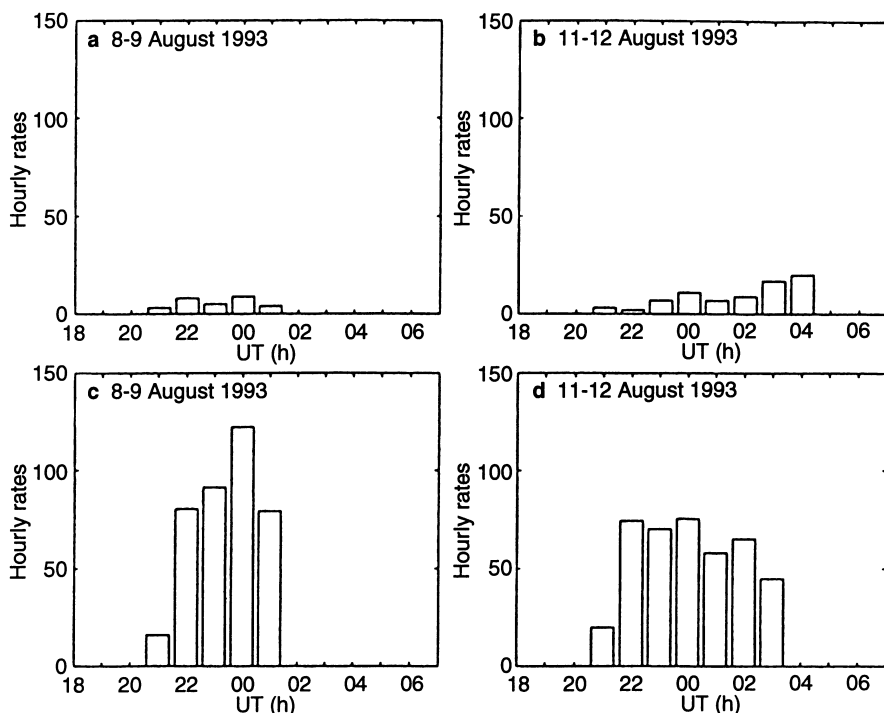 a 8-9 August 1993
Hourly rates
150
100
50
0
18 20 22 00 02 04 06
UT (h)
b 11-12 August 1993
Hourly rates
150
100
50
0
18 20 22 00 02 04 06
UT (h)
c 8-9 August 1993
Hourly rates
150
100
50
0
18 20 22 00 02 04 06
UT (h)
d 11-12 August 1993
Hourly rates
150
100
50
0
18 20 22 00 02 04 06
UT (h)